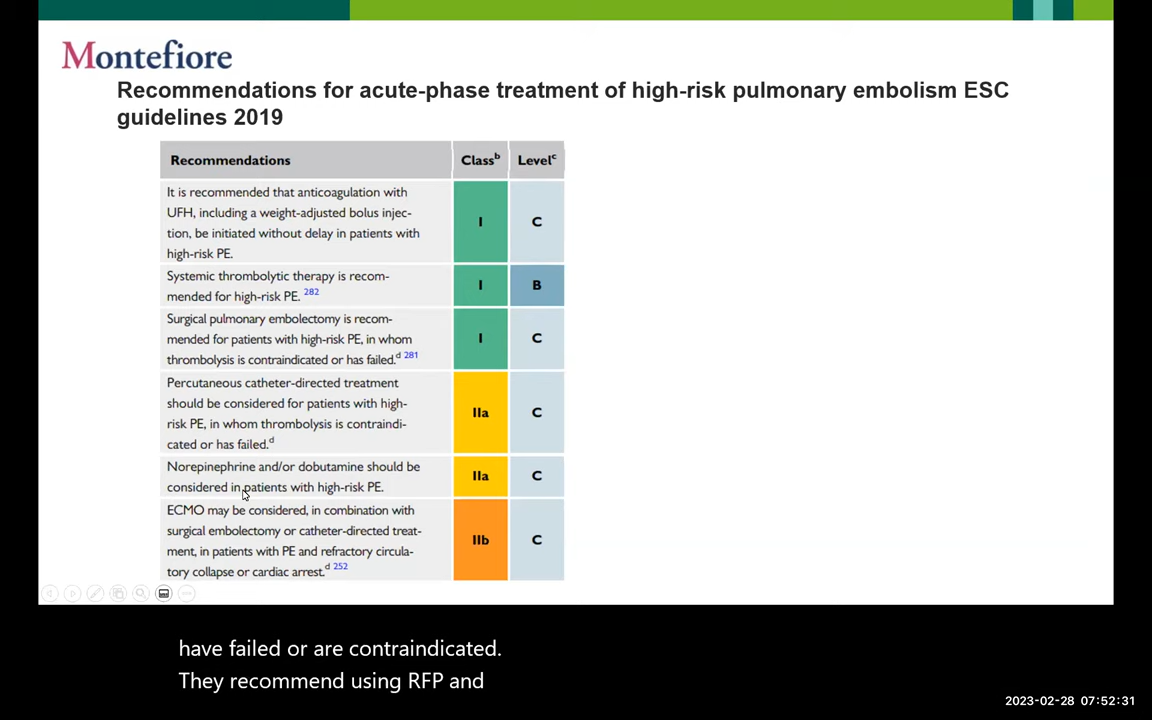 Montefiore
Recommendations for acute-phase treatment of high-risk pulmonary embolism ESC
guidelines 2019
Recommendations Classᵇ Levelᶜ
It is recommended that anticoagulation with
UFH, including a weight-adjusted bolus injec-
tion, be initiated without delay in patients with
high-risk PE.
I C
Systemic thrombolytic therapy is recom-
mended for high-risk PE. 282
I B
Surgical pulmonary embolectomy is recom-
mended for patients with high-risk PE, in whom
thrombolysis is contraindicated or has failed.ᵈ 281
I C
Percutaneous catheter-directed treatment
should be considered for patients with high-
risk PE, in whom thrombolysis is contraindi-
cated or has failed.ᵈ
IIa C
Norepinephrine and/or dobutamine should be
considered in patients with high-risk PE.
IIa C
ECMO may be considered, in combination with
surgical embolectomy or catheter-directed treat-
ment, in patients with PE and refractory circula-
tory collapse or cardiac arrest.ᵈ 252
IIb C
have failed or are contraindicated.
They recommend using RFP and
2023-02-28 07:52:31